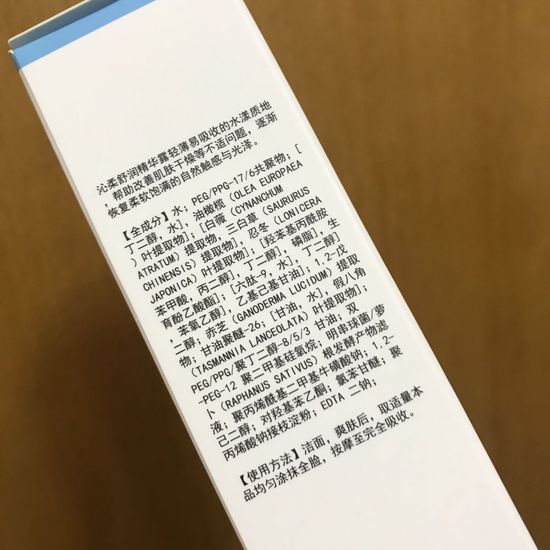 沁柔舒润精华露轻薄易吸收的水漾质地
，帮助改善肌肤干燥等不适问题，逐渐
恢复柔软饱满的自然触感与光泽。
【全成分】水；PEG/PPG-17/6共聚物；[
丁二醇，水]，油橄榄（OLEA EUROPAEA
）叶提取物]；[白薇（CYNANCHUM
ATRATUM）提取物，三白草（SAURURUS
CHINENSIS）提取物，忍冬（LONICERA
JAPONICA）叶提取物]；[羟苯基丙酰胺
苯甲酸，丙二醇，丁二醇]，磷脂]，生
育酚乙酸酯]；[六肽-9，水]，丁二醇]
，苯氧乙醇]，乙基己基甘油]，1,2-戊
二醇；赤芝（GANODERMA LUCIDUM）提取
物；甘油聚醚-26；[甘油，水]，假八角
（TASMANNIA LANCEOLATA）叶提取物；
PEG/PPG/聚丁二醇-8/5/3 甘油；双
-PEG-12 聚二甲基硅氧烷；明串球菌/萝
卜（RAPHANUS SATIVUS）根发酵产物滤
液；聚丙烯酰基二甲基牛磺酸钠；1,2-
己二醇；对羟基苯乙酮；氯苯甘醚；聚
丙烯酸钠接枝淀粉；EDTA 二钠；
【使用方法】洁面，爽肤后，取适量本
品均匀涂抹全脸，按摩至完全吸收。